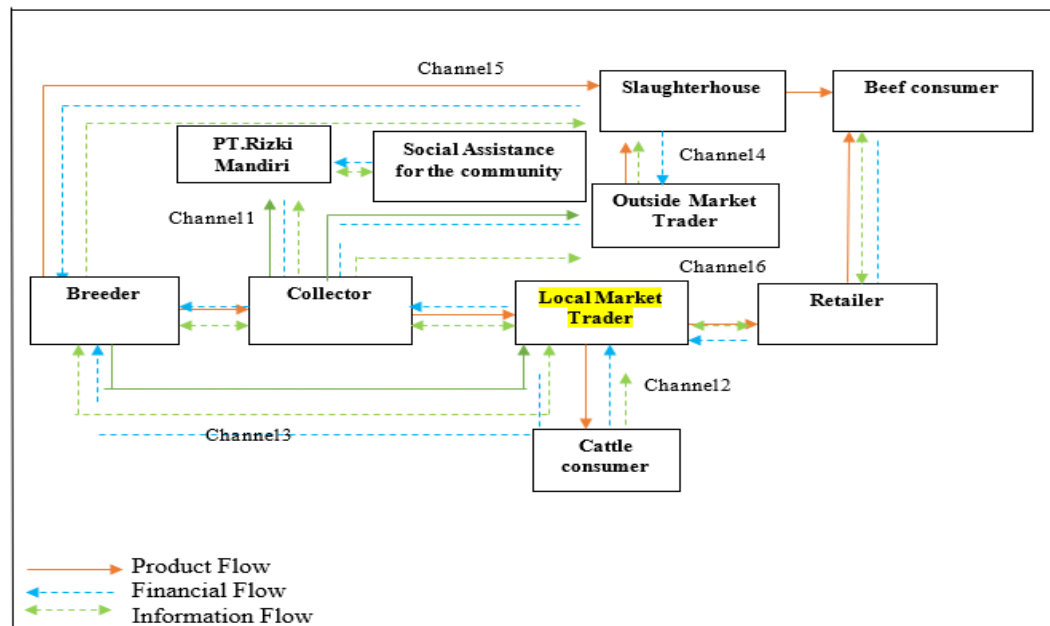 Channel5
Slaughterhouse
Beef consumer
PT.Rizki
Mandiri
Social Assistance
for the community
Channel4
Outside Market
Trader
Channel1
Channel6
Breeder
Collector
Local Market
Trader
Retailer
Channel2
Channel3
Cattle
consumer
Product Flow
Financial Flow
Information Flow